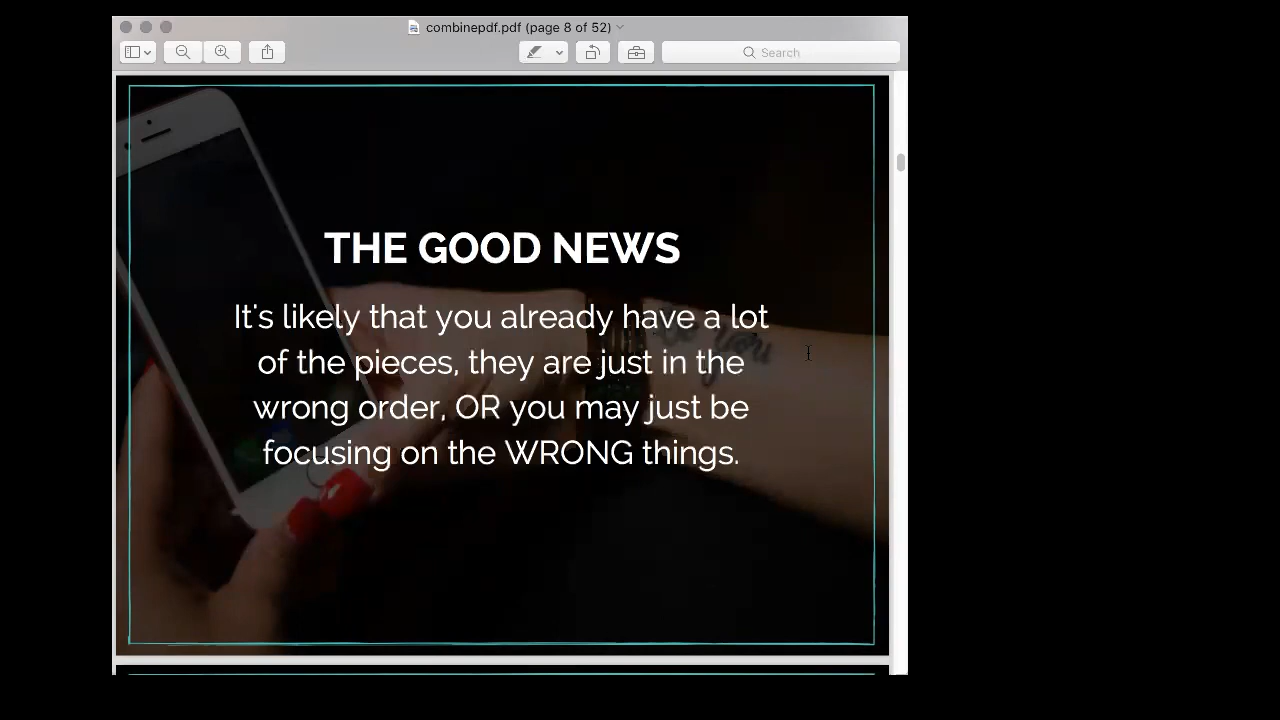 combinepdf.pdf (page 8 of 52)
Search
THE GOOD NEWS
It's likely that you already have a lot
of the pieces, they are just in the
wrong order, OR you may just be
focusing on the WRONG things.
you